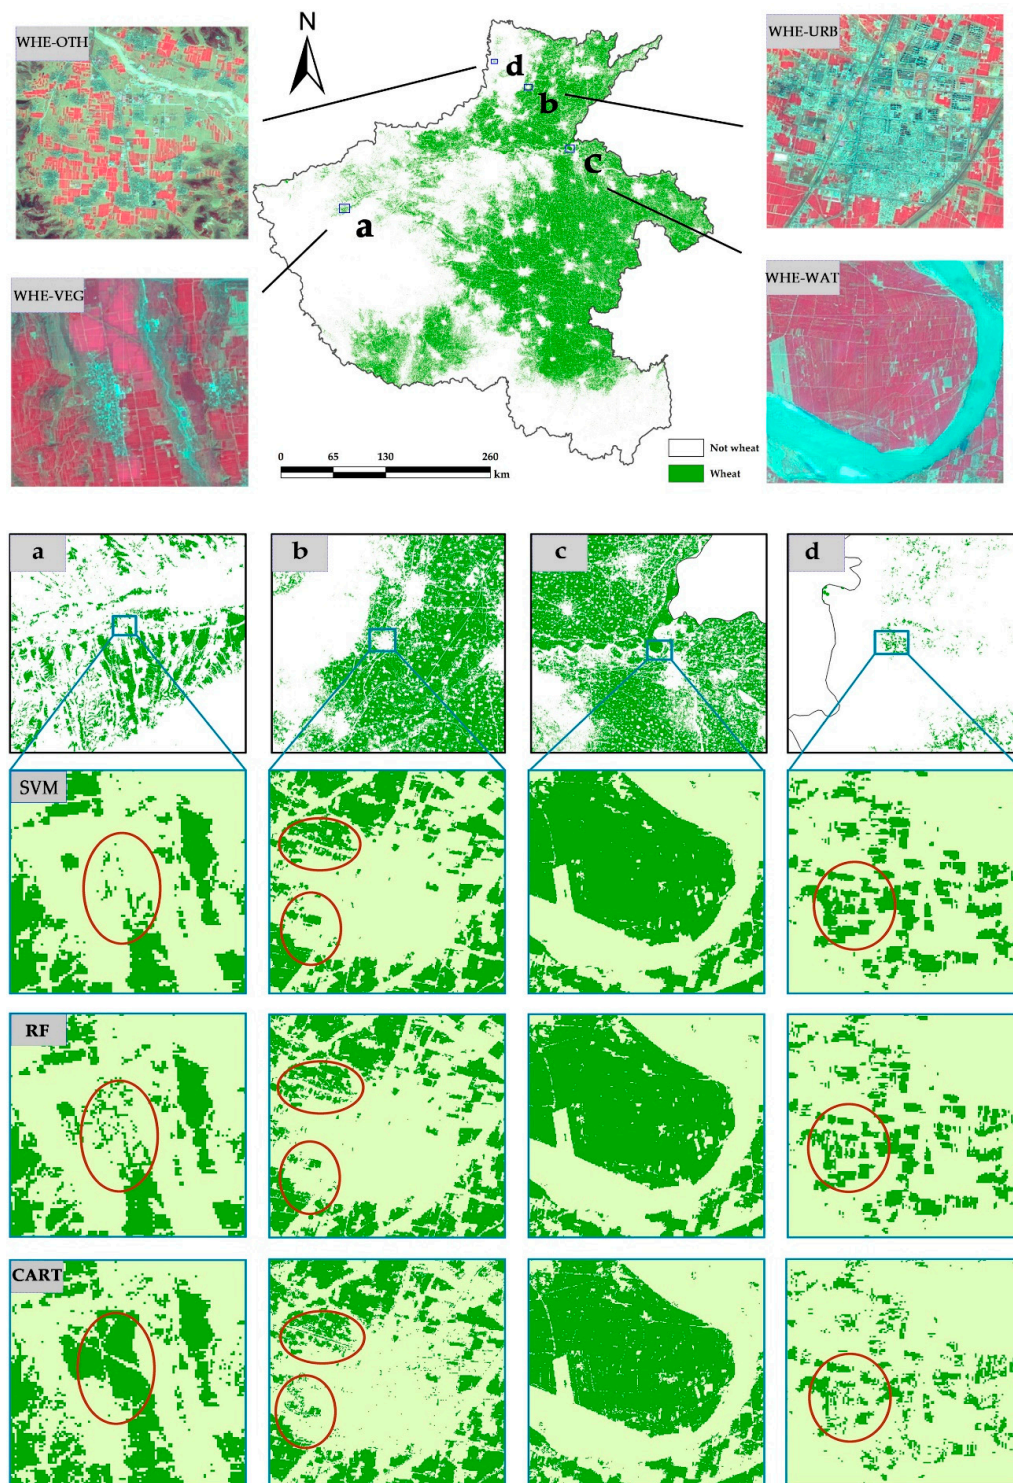 WHE-OTH
N
WHE-URB
d
b
c
a
WHE-VEG
WHE-WAT
0 65 130 260
km
Not wheat
Wheat
a
b
c
d
SVM
RF
CART